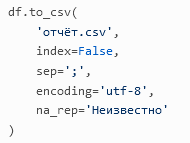 df.to_csv(
    'отчёт.csv',
    index=False,
    sep=';',
    encoding='utf-8',
    na_rep='Неизвестно'
)